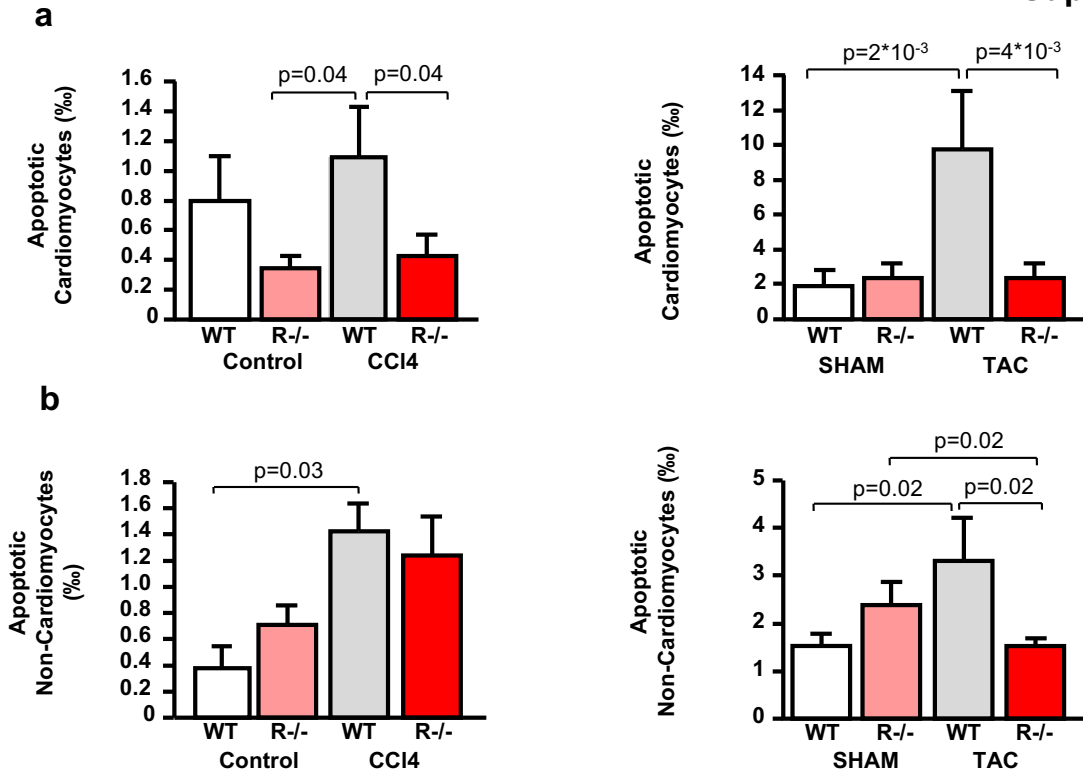 a
Apoptotic
Cardiomyocytes (‰)
1.6
1.4
1.2
1.0
0.8
0.6
0.4
0.2
0
p=0.04
p=0.04
WT
R-/-
WT
R-/-
Control
CCl4
Apoptotic
Cardiomyocytes (‰)
14
12
10
8
6
4
2
0
p=2*10-3
p=4*10-3
WT
R-/-
WT
R-/-
SHAM
TAC
b
Apoptotic
Non-Cardiomyocytes
(‰)
1.8
1.6
1.4
1.2
1.0
0.8
0.6
0.4
0.2
0
p=0.03
WT
R-/-
WT
R-/-
Control
CCl4
Apoptotic
Non-Cardiomyocytes (‰)
5
4
3
2
1
0
p=0.02
p=0.02
p=0.02
WT
R-/-
WT
R-/-
SHAM
TAC